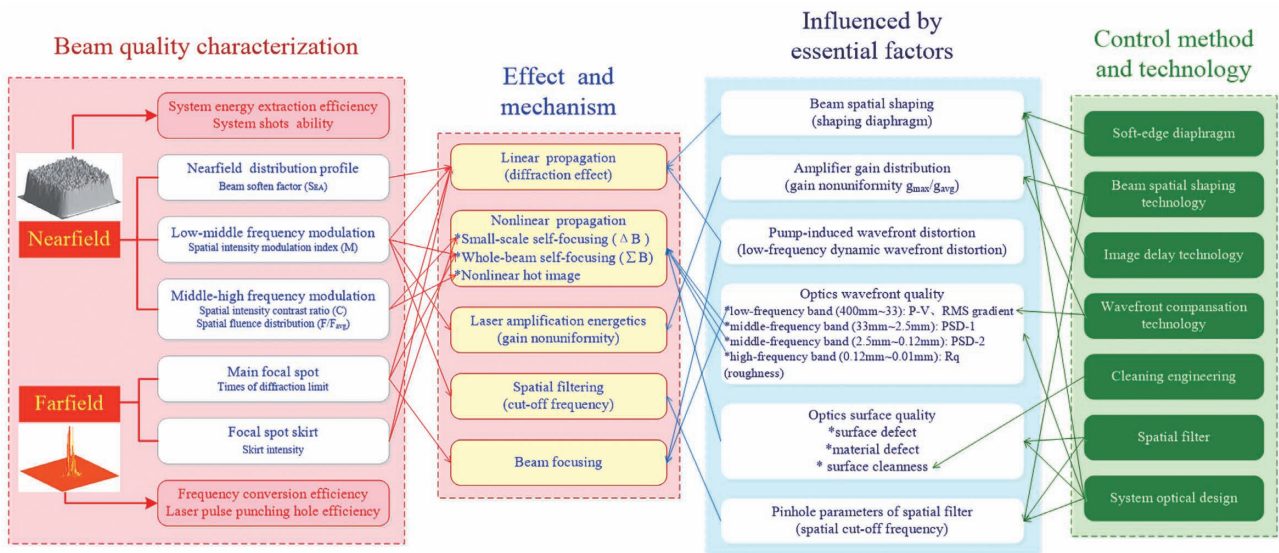 Beam quality characterization
System energy extraction efficiency
System shots ability
Nearfield
Nearfield distribution profile
Beam soften factor (SEA)
Low-middle frequency modulation
Spatial intensity modulation index (M)
Middle-high frequency modulation
Spatial intensity contrast ratio (C)
Spatial fluence distribution (F/Favg)
Farfield
Main focal spot
Times of diffraction limit
Focal spot skirt
Skirt intensity
Frequency conversion efficiency
Laser pulse punching hole efficiency
Effect and
mechanism
Linear propagation
(diffraction effect)
Nonlinear propagation
*Small-scale self-focusing (ΔB)
*Whole-beam self-focusing (ΣB)
*Nonlinear hot image
Laser amplification energetics
(gain nonuniformity)
Spatial filtering
(cut-off frequency)
Beam focusing
Influenced by
essential factors
Beam spatial shaping
(shaping diaphragm)
Amplifier gain distribution
(gain nonuniformity gmax/gavg)
Pump-induced wavefront distortion
(low-frequency dynamic wavefront distortion)
Optics wavefront quality
*low-frequency band (400mm~33): P-V、RMS gradient
*middle-frequency band (33mm~2.5mm): PSD-1
*middle-frequency band (2.5mm~0.12mm): PSD-2
*high-frequency band (0.12mm~0.01mm): Rq
(roughness)
Optics surface quality
*surface defect
*material defect
* surface cleanness
Pinhole parameters of spatial filter
(spatial cut-off frequency)
Control method
and technology
Soft-edge diaphragm
Beam spatial shaping
technology
Image delay technology
Wavefront compansation
technology
Cleaning engineering
Spatial filter
System optical design